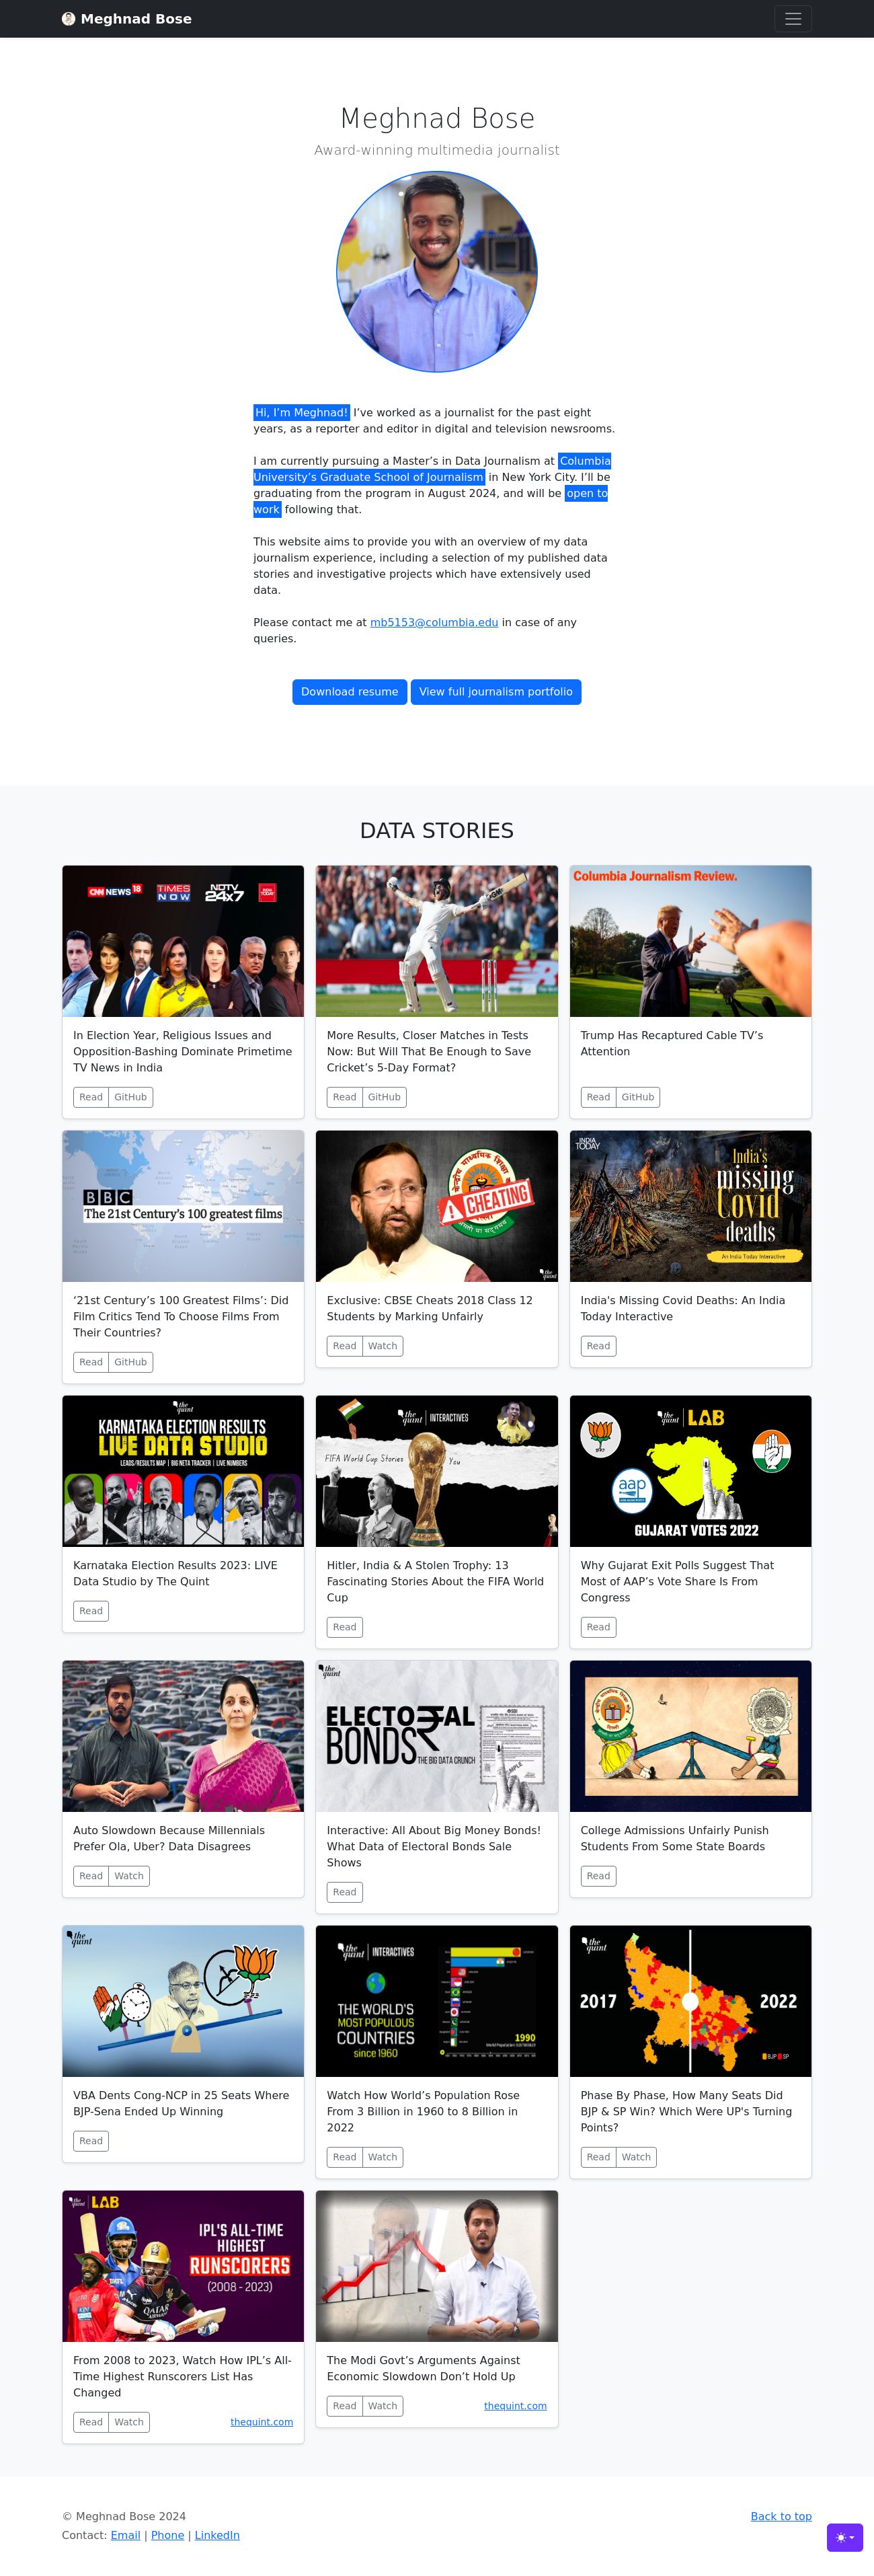 Meghnad Bose
Meghnad Bose
Award-winning multimedia journalist
Hi, I’m Meghnad! I’ve worked as a journalist for the past eight
years, as a reporter and editor in digital and television newsrooms.
I am currently pursuing a Master’s in Data Journalism at Columbia
University’s Graduate School of Journalism in New York City. I’ll be
graduating from the program in August 2024, and will be open to
work following that.
This website aims to provide you with an overview of my data
journalism experience, including a selection of my published data
stories and investigative projects which have extensively used
data.
Please contact me at mb5153@columbia.edu in case of any
queries.
Download resume View full journalism portfolio
DATA STORIES
CNN NEWS 18 TIMES NOW NDTV 24x7 INDIA TODAY
In Election Year, Religious Issues and
Opposition-Bashing Dominate Primetime
TV News in India
Read GitHub
More Results, Closer Matches in Tests
Now: But Will That Be Enough to Save
Cricket’s 5-Day Format?
Read GitHub
Columbia Journalism Review.
Trump Has Recaptured Cable TV’s
Attention
Read GitHub
BBC
The 21st Century’s 100 greatest films
‘21st Century’s 100 Greatest Films’: Did
Film Critics Tend To Choose Films From
Their Countries?
Read GitHub
CHEATING
the quint
Exclusive: CBSE Cheats 2018 Class 12
Students by Marking Unfairly
Read Watch
INDIA TODAY
India's
missing
Covid
deaths
An India Today Interactive
India's Missing Covid Deaths: An India
Today Interactive
Read
the quint
KARNATAKA ELECTION RESULTS
LIVE DATA STUDIO
LEADS/RESULTS MAP | BIG NETA TRACKER | LIVE NUMBERS
Karnataka Election Results 2023: LIVE
Data Studio by The Quint
Read
the quint INTERACTIVES
FIFA World Cup Stories You
Hitler, India & A Stolen Trophy: 13
Fascinating Stories About the FIFA World
Cup
Read
the quint LAB
aap
GUJARAT VOTES 2022
Why Gujarat Exit Polls Suggest That
Most of AAP’s Vote Share Is From
Congress
Read
Auto Slowdown Because Millennials
Prefer Ola, Uber? Data Disagrees
Read Watch
the quint
ELECTO₹AL
BONDS
THE BIG DATA CRUNCH
SAMPLE
Interactive: All About Big Money Bonds!
What Data of Electoral Bonds Sale
Shows
Read
College Admissions Unfairly Punish
Students From Some State Boards
Read
the quint
VBA Dents Cong-NCP in 25 Seats Where
BJP-Sena Ended Up Winning
Read
the quint INTERACTIVES
THE WORLD'S
MOST POPULOUS
COUNTRIES
since 1960
1990
Watch How World’s Population Rose
From 3 Billion in 1960 to 8 Billion in
2022
Read Watch
the quint
2017 2022
BJP SP
Phase By Phase, How Many Seats Did
BJP & SP Win? Which Were UP's Turning
Points?
Read Watch
the quint LAB
IPL'S ALL-TIME
HIGHEST
RUNSCORERS
(2008 - 2023)
From 2008 to 2023, Watch How IPL’s All-
Time Highest Runscorers List Has
Changed
Read Watch thequint.com
The Modi Govt’s Arguments Against
Economic Slowdown Don’t Hold Up
Read Watch thequint.com
© Meghnad Bose 2024
Back to top
Contact: Email | Phone | LinkedIn